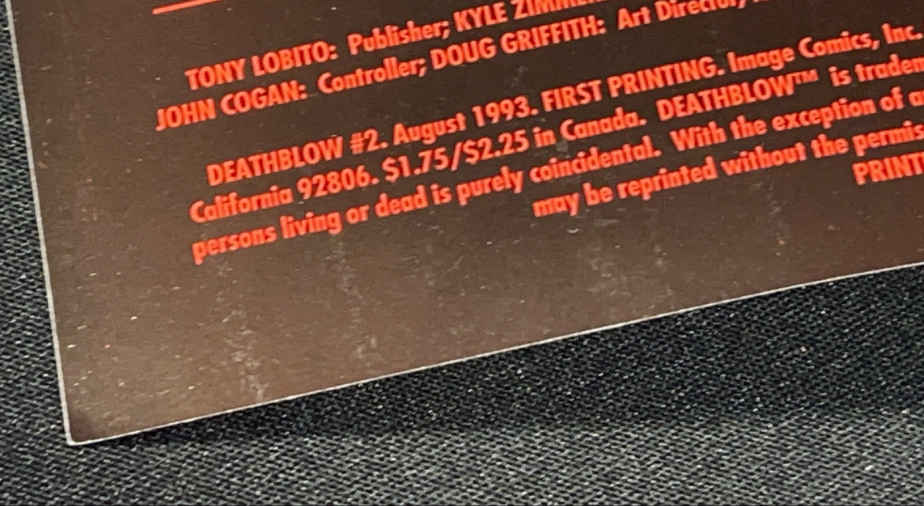 TONY LOBITO: Publisher; KYLE
JOHN COGAN: Controller; DOUG GRIFFITH: Art Director,
DEATHBLOW #2. August 1993. FIRST PRINTING. Image Comics, Inc.
California 92806. $1.75/$2.25 in Canada. DEATHBLOW™ is
persons living or dead is purely coincidental. With the exception of
may be reprinted without the